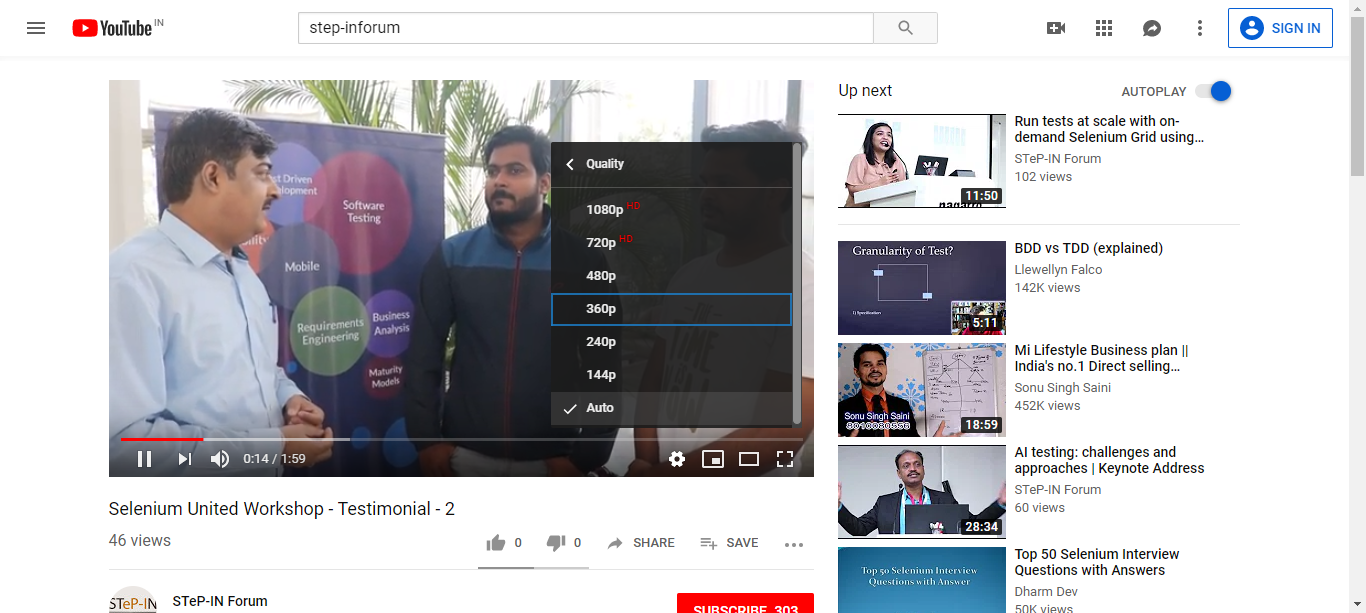 YouTube IN
step-inforum
SIGN IN
Driven
Software
Testing
Mobile
Requirements
Engineering
Business
Analysis
Maturity
Models
Quality
1080p HD
720p HD
480p
360p
240p
144p
Auto
0:14 / 1:59
Selenium United Workshop - Testimonial - 2
46 views
0
0
SHARE
SAVE
STeP-IN
STeP-IN Forum
SUBSCRIBE 303
Up next
AUTOPLAY
11:50
Run tests at scale with on-
demand Selenium Grid using...
STeP-IN Forum
102 views
Granularity of Test?
1) Specification
5:11
BDD vs TDD (explained)
Llewellyn Falco
142K views
Sonu Singh Saini
8010080556
18:59
Mi Lifestyle Business plan ||
India's no.1 Direct selling...
Sonu Singh Saini
452K views
28:34
AI testing: challenges and
approaches | Keynote Address
STeP-IN Forum
60 views
Top 50 Selenium Interview
Questions with Answer
Top 50 Selenium Interview
Questions with Answers
Dharm Dev
50K views